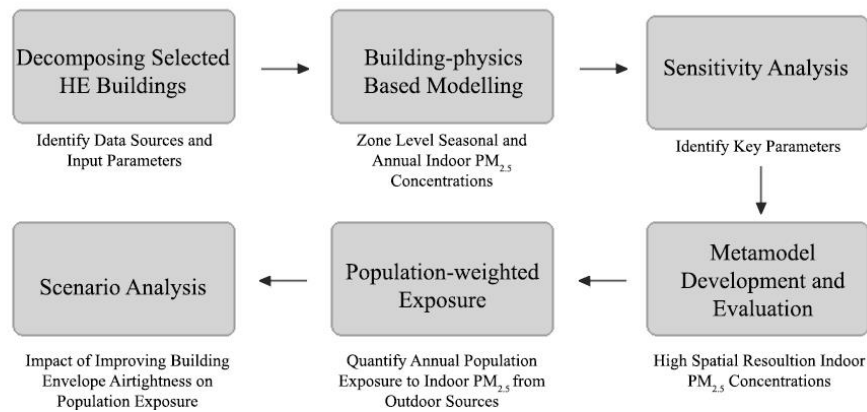 Decomposing Selected
HE Buildings
Identify Data Sources and
Input Parameters
Building-physics
Based Modelling
Zone Level Seasonal and
Annual Indoor PM2.5
Concentrations
Sensitivity Analysis
Identify Key Parameters
Metamodel
Development and
Evaluation
High Spatial Resoultion Indoor
PM2.5 Concentrations
Population-weighted
Exposure
Quantify Annual Population
Exposure to Indoor PM2.5 from
Outdoor Sources
Scenario Analysis
Impact of Improving Building
Envelope Airtightness on
Population Exposure